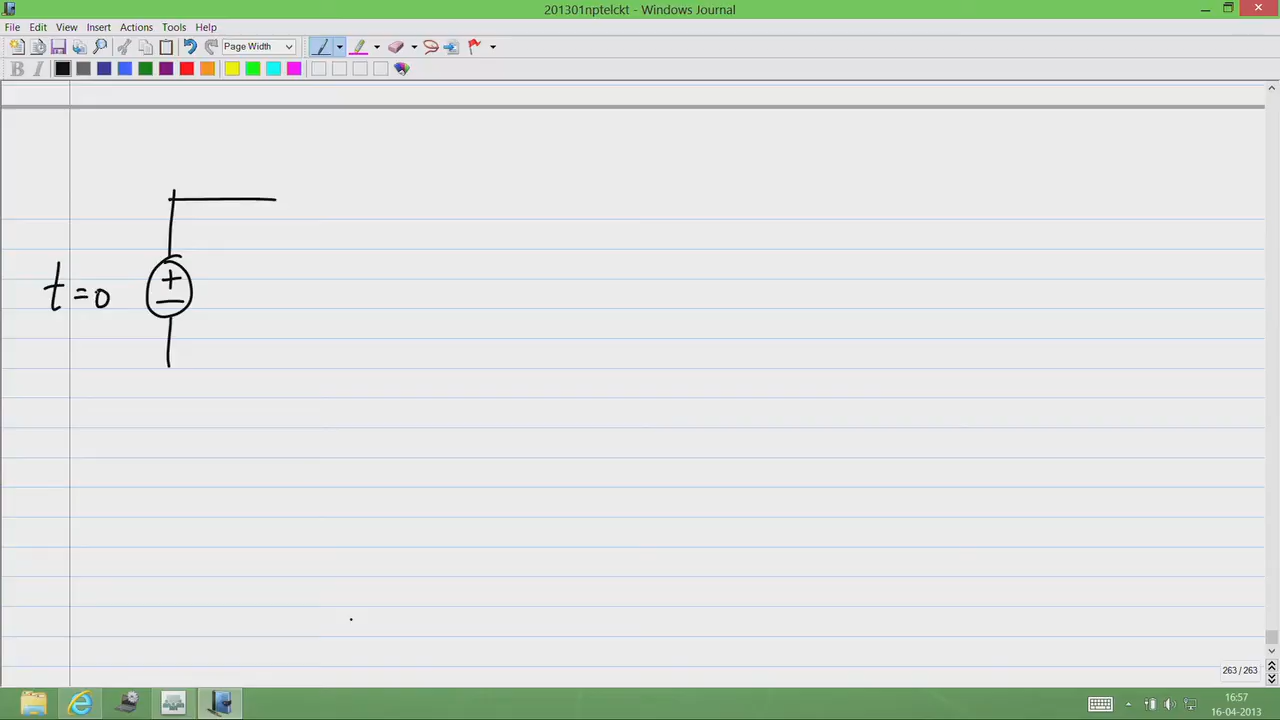 201301nptelckt - Windows Journal
File Edit View Insert Actions Tools Help
Page Width
B I
+
t=0
−
263 / 263
16:57
16-04-2013